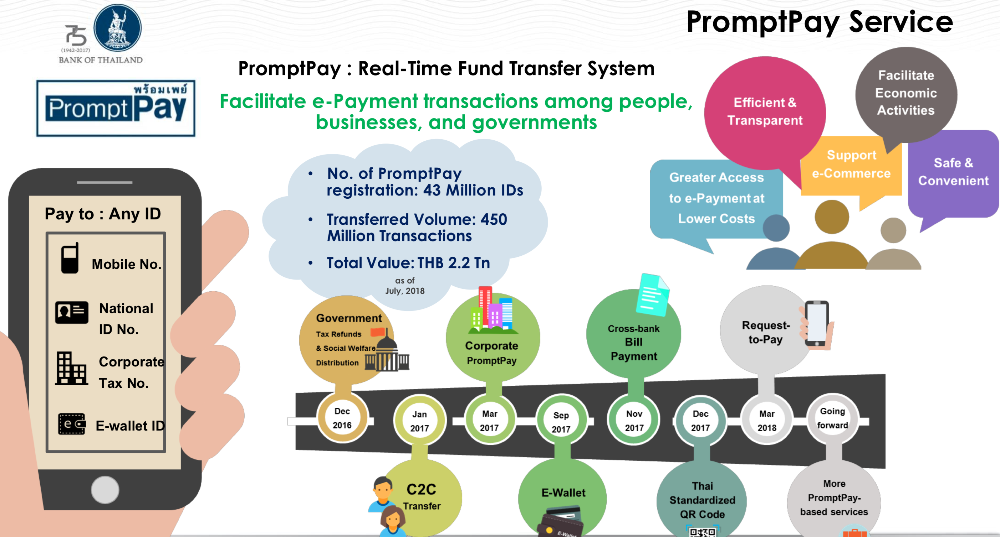 PromptPay Service
75
(1942-2017)
BANK OF THAILAND
พร้อมเพย์
PromptPay
PromptPay : Real-Time Fund Transfer System
Facilitate e-Payment transactions among people,
businesses, and governments
• No. of PromptPay
registration: 43 Million IDs
• Transferred Volume: 450
Million Transactions
• Total Value: THB 2.2 Tn
as of
July, 2018
Efficient &
Transparent
Facilitate
Economic
Activities
Greater Access
to e-Payment at
Lower Costs
Support
e-Commerce
Safe &
Convenient
Pay to : Any ID
Mobile No.
National
ID No.
Corporate
Tax No.
e
E-wallet ID
Government
Tax Refunds
& Social Welfare
Distribution
Dec
2016
Jan
2017
C2C
Transfer
Corporate
PromptPay
Mar
2017
Sep
2017
E-Wallet
E-Wallet
Cross-bank
Bill
Payment
Nov
2017
Dec
2017
Thai
Standardized
QR Code
Request-
to-Pay
Mar
2018
Going
forward
More
PromptPay-
based services